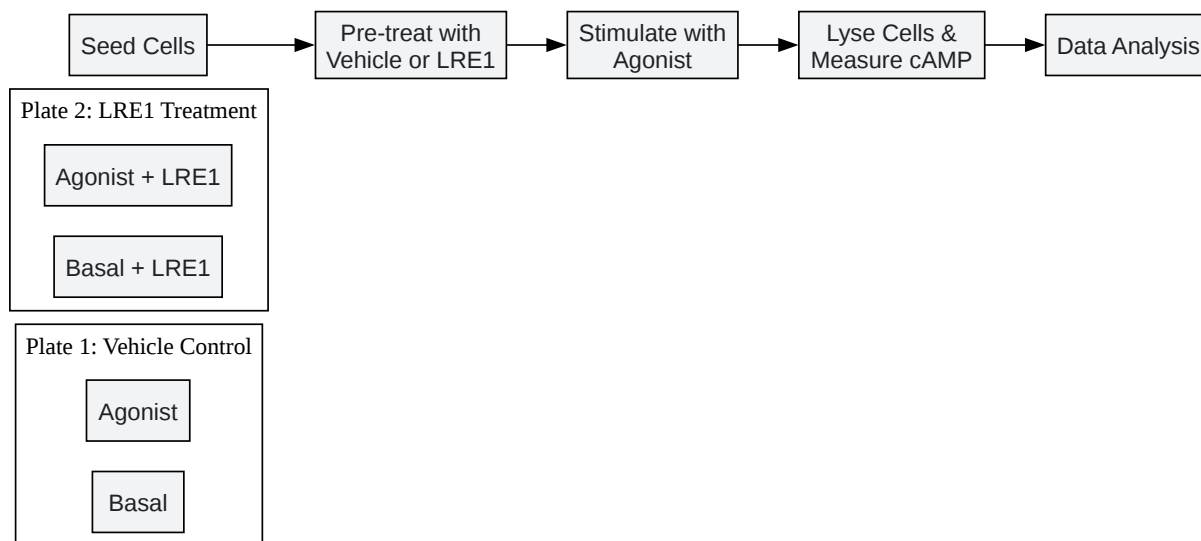 Seed Cells
Pre-treat with
Vehicle or LRE1
Stimulate with
Agonist
Lyse Cells &
Measure cAMP
Data Analysis
Plate 2: LRE1 Treatment
Agonist + LRE1
Basal + LRE1
Plate 1: Vehicle Control
Agonist
Basal